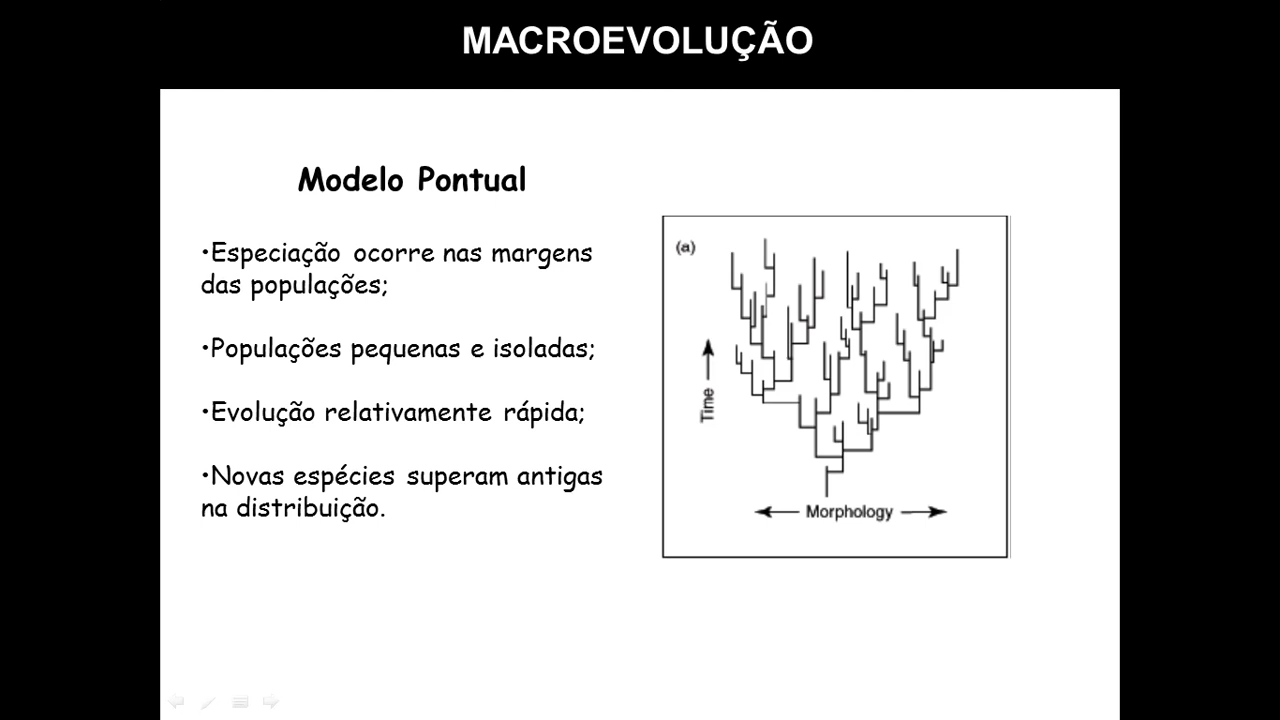 MACROEVOLUÇÃO
Modelo Pontual
•Especiação ocorre nas margens
das populações;
•Populações pequenas e isoladas;
•Evolução relativamente rápida;
•Novas espécies superam antigas
na distribuição.
(a)
Time
Morphology